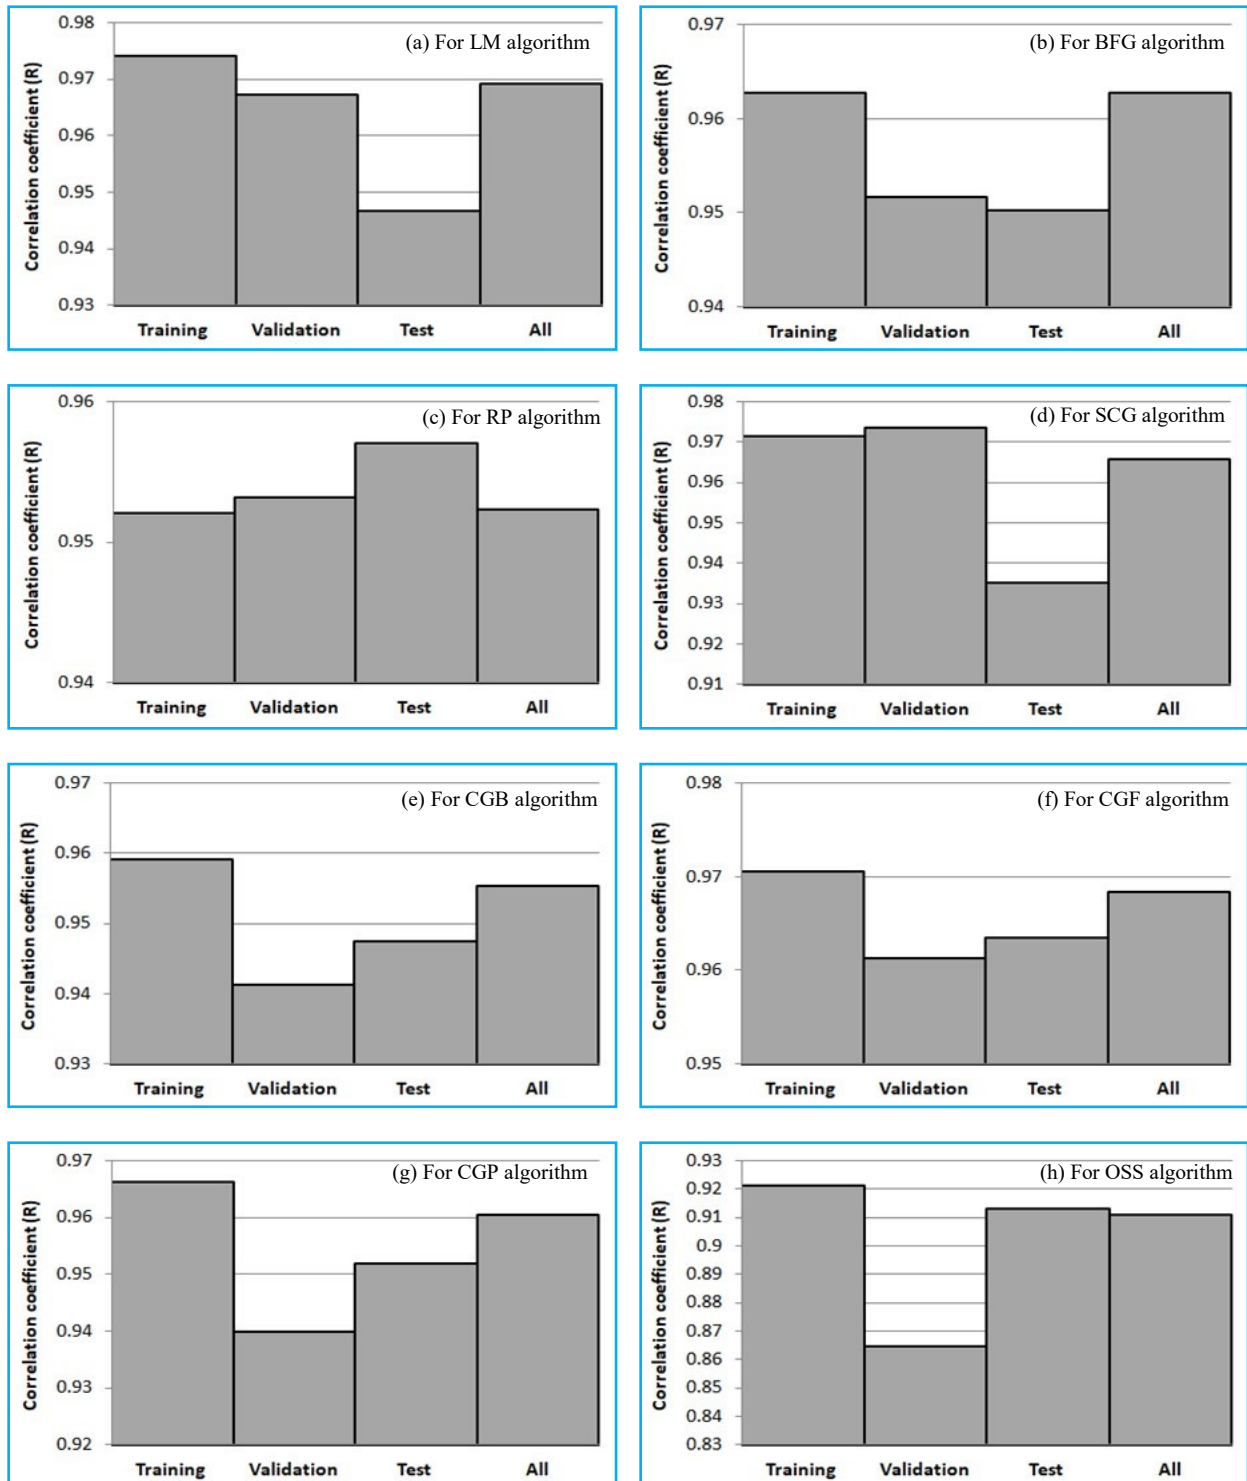 (a) For LM algorithm
Correlation coefficient (R)
0.98
0.97
0.96
0.95
0.94
0.93
Training Validation Test All
(b) For BFG algorithm
Correlation coefficient (R)
0.97
0.96
0.95
0.94
Training Validation Test All
(c) For RP algorithm
Correlation coefficient (R)
0.96
0.95
0.94
Training Validation Test All
(d) For SCG algorithm
Correlation coefficient (R)
0.98
0.97
0.96
0.95
0.94
0.93
0.92
0.91
Training Validation Test All
(e) For CGB algorithm
Correlation coefficient (R)
0.97
0.96
0.95
0.94
0.93
Training Validation Test All
(f) For CGF algorithm
Correlation coefficient (R)
0.98
0.97
0.96
0.95
Training Validation Test All
(g) For CGP algorithm
Correlation coefficient (R)
0.97
0.96
0.95
0.94
0.93
0.92
Training Validation Test All
(h) For OSS algorithm
Correlation coefficient (R)
0.93
0.92
0.91
0.9
0.89
0.88
0.87
0.86
0.85
0.84
0.83
Training Validation Test All